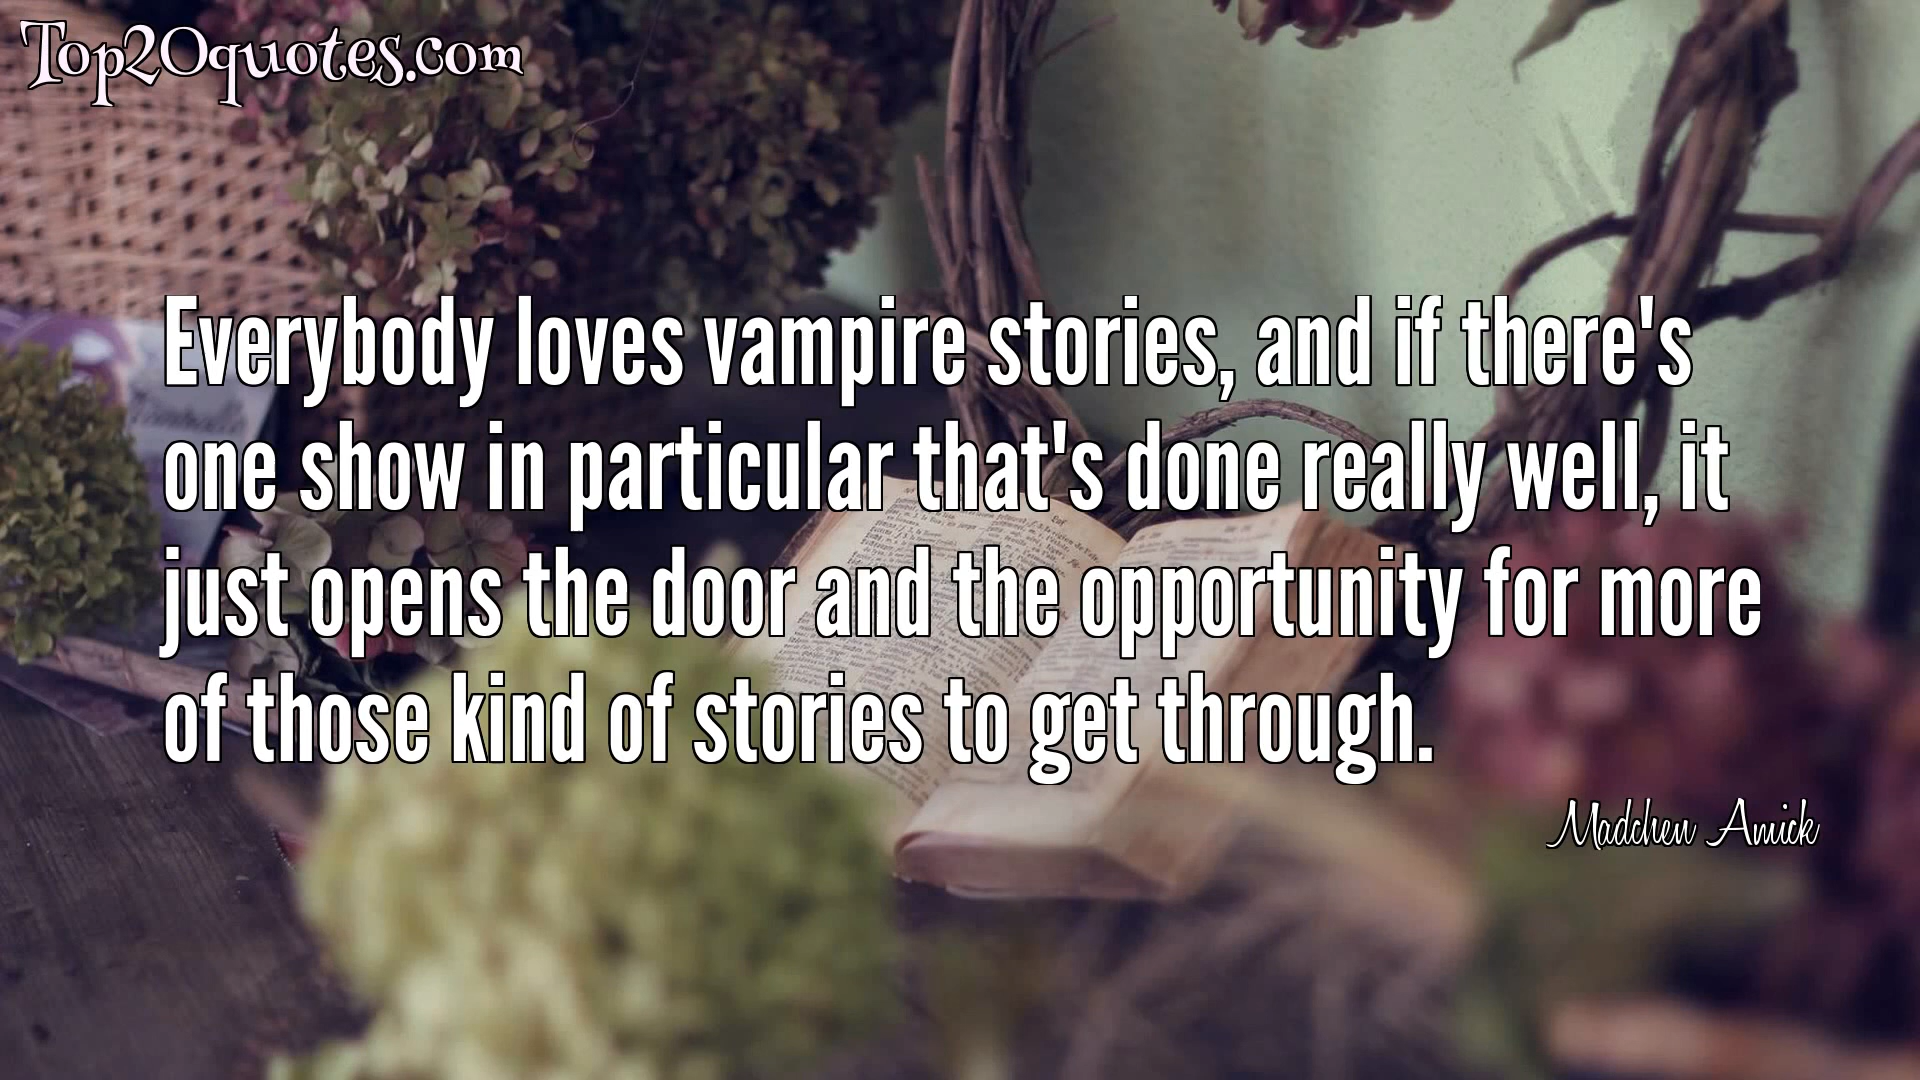 Top20quotes.com
Everybody loves vampire stories, and if there's
one show in particular that's done really well, it
just opens the door and the opportunity for more
of those kind of stories to get through.
Madchen Amick